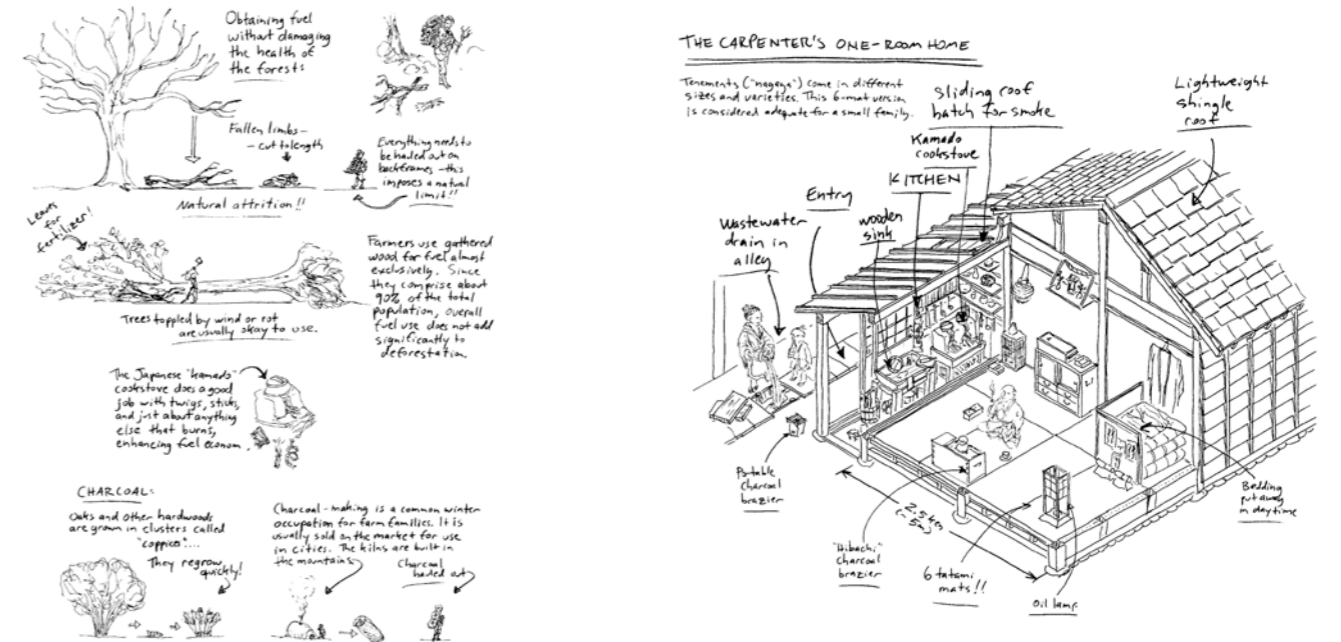 Obtaining fuel
without damaging
the health of
the forest:
Fallen limbs—
— cut to length
Everything needs to
be hauled out on
backframes—this
imposes a natural
limit!!
Natural attrition!!
Leaves
for
fertilizer!
Farmers use gathered
wood for fuel almost
exclusively. Since
they comprise about
90% of the total
population, overall
fuel use does not add
significantly to
deforestation.
Trees toppled by wind or rot
are usually okay to use.
The Japanese "kamado"
cookstove does a good
job with twigs, sticks,
and just about anything
else that burns,
enhancing fuel econom.
CHARCOAL:
Oaks and other hardwoods
are grown in clusters called
"coppices"....
They regrow
quickly!
Charcoal-making is a common winter
occupation for farm families. It is
usually sold on the market for use
in cities. The kilns are built in
the mountains.
Charcoal
hauled out
THE CARPENTER'S ONE-ROOM HOME
Tenements ("nagaya") come in different
sizes and varieties. This 6-mat version
is considered adequate for a small family.
Sliding roof
hatch for smoke
Lightweight
shingle
roof
Kamado
cookstove
KITCHEN
Entry
wooden
sink
Wastewater
drain in
alley
Portable
Charcoal
brazier
2.5 ken
(~5m)
"Hibachi"
charcoal
brazier
6 tatami
mats!!
Oil lamp
Bedding
put away
in daytime